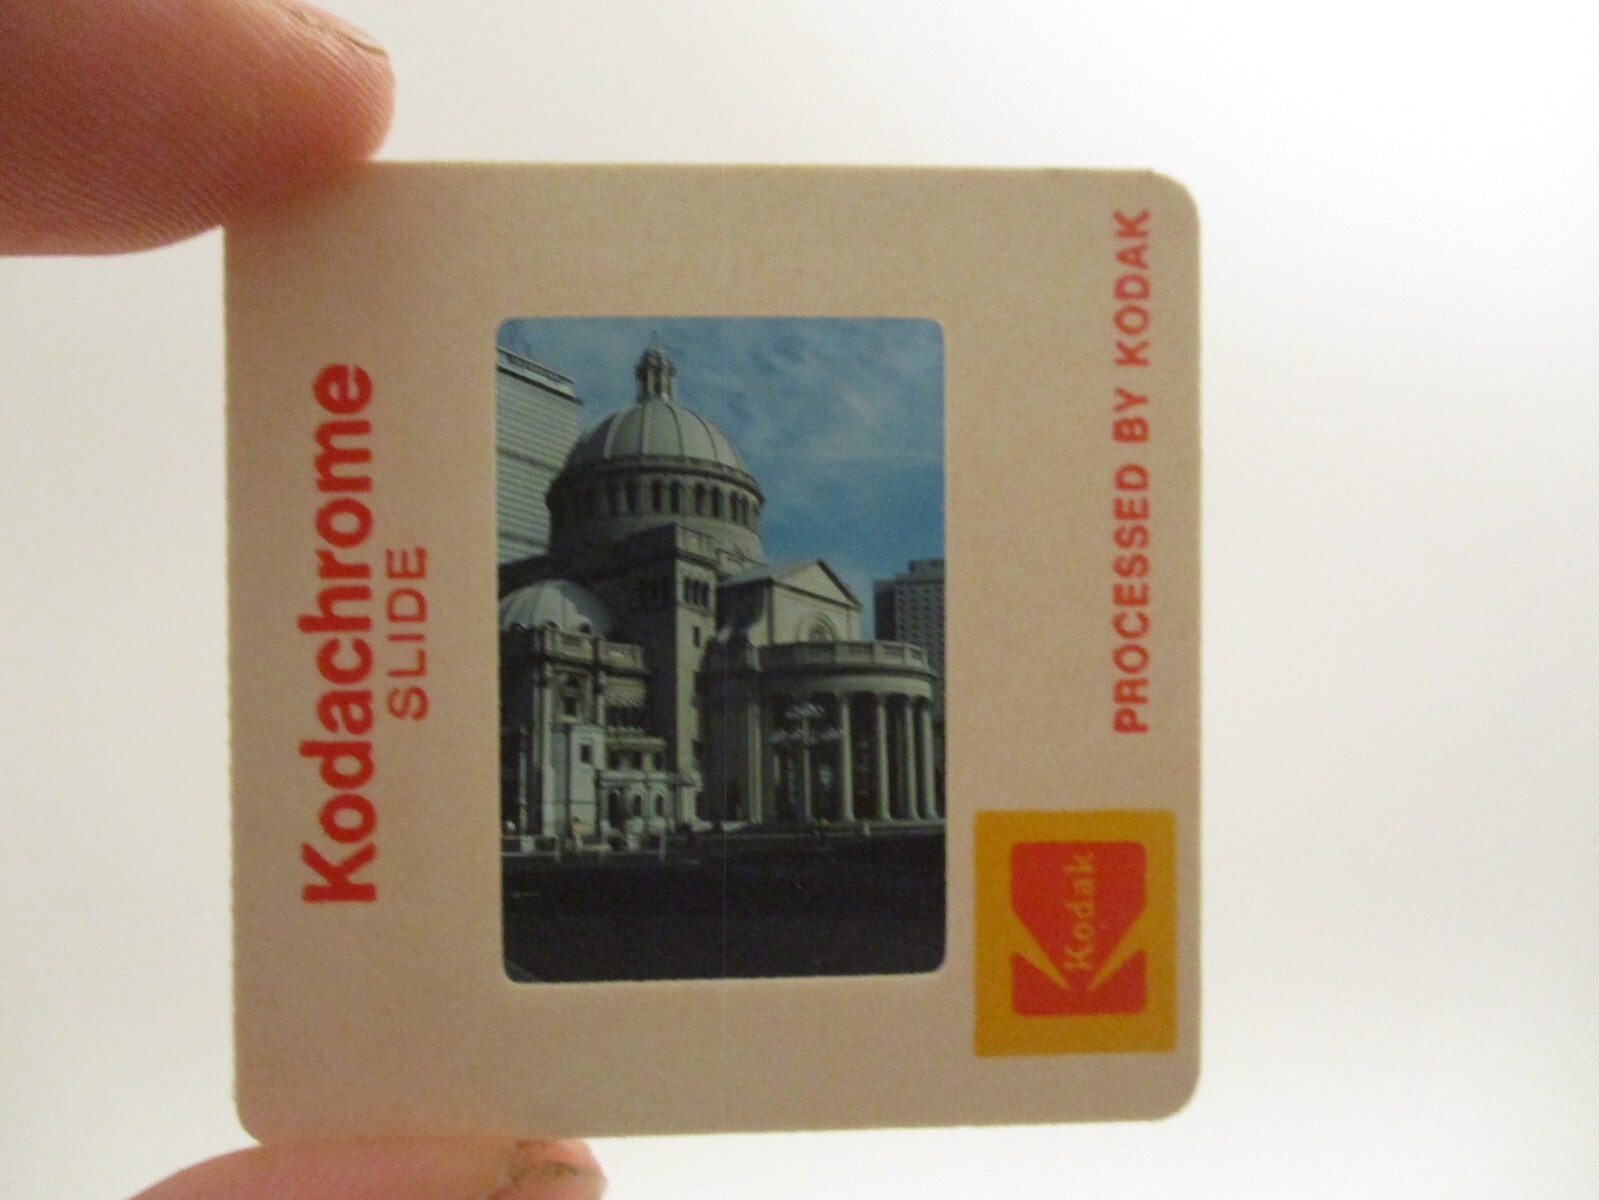 Kodachrome
SLIDE
PROCESSED BY KODAK
Kodak